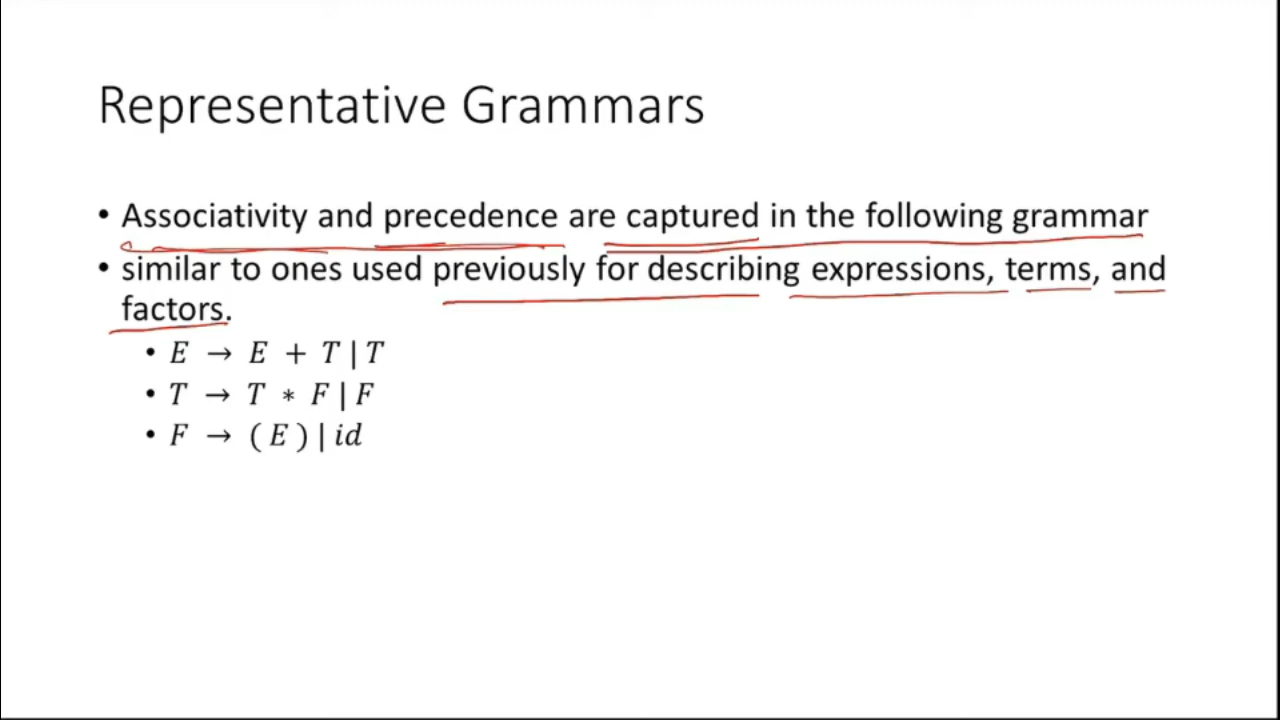 Representative Grammars
• Associativity and precedence are captured in the following grammar
• similar to ones used previously for describing expressions, terms, and
factors.
• E → E + T | T
• T → T * F | F
• F → ( E ) | id